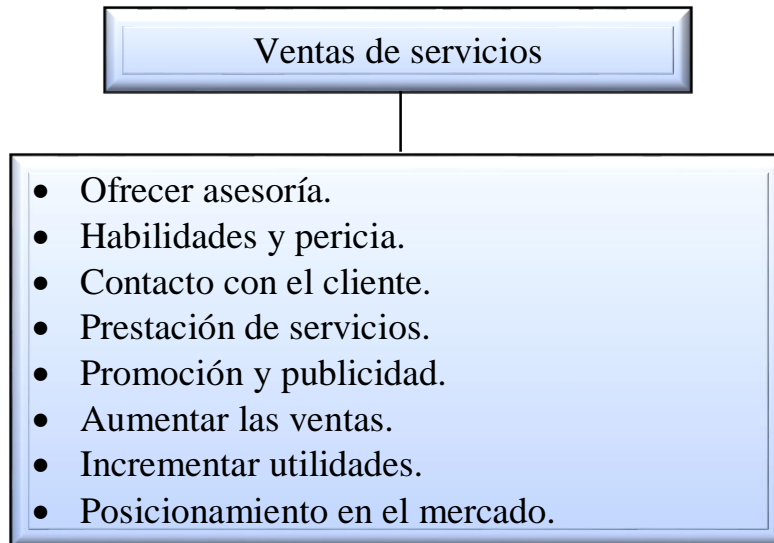 Ventas de servicios
• Ofrecer asesoría.
• Habilidades y pericia.
• Contacto con el cliente.
• Prestación de servicios.
• Promoción y publicidad.
• Aumentar las ventas.
• Incrementar utilidades.
• Posicionamiento en el mercado.